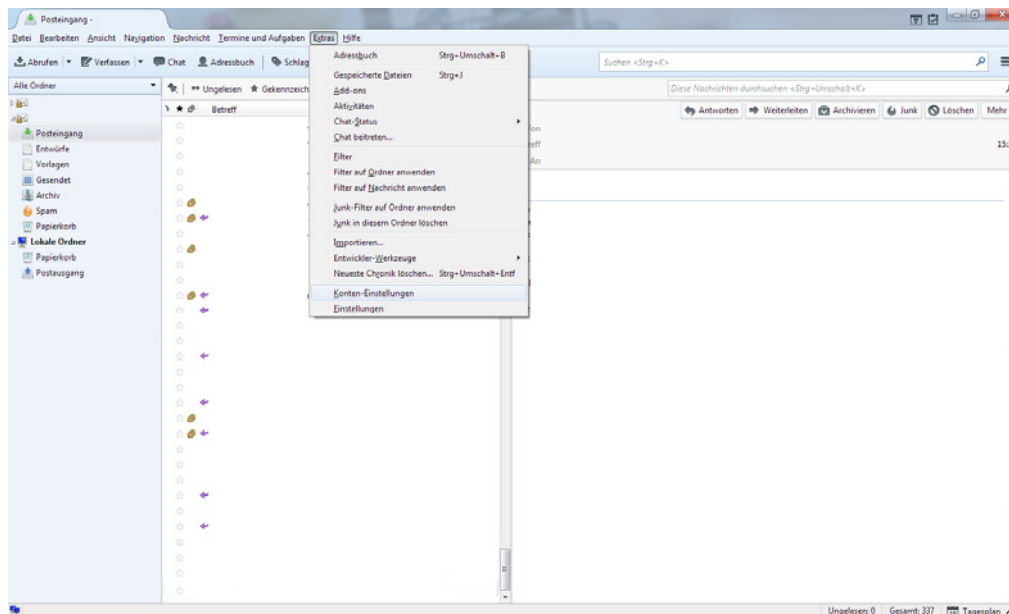 Posteingang -
Datei Bearbeiten Ansicht Navigation Nachricht Termine und Aufgaben Extras Hilfe
Abrufen Verfassen Chat Adressbuch Schlag
Suchen <Strg+K>
Alle Ordner
Ungelesen Gekennzeich
Diese Nachrichten durchsuchen <Strg+Umschalt+K>
Betreff
Antworten Weiterleiten Archivieren Junk Löschen Mehr
Posteingang
Entwürfe
Vorlagen
Gesendet
Archiv
Spam
Papierkorb
Lokale Ordner
Papierkorb
Postausgang
Adressbuch Strg+Umschalt+B
Gespeicherte Dateien Strg+J
Add-ons
Aktivitäten
Chat-Status
Chat beitreten...
Filter
Filter auf Ordner anwenden
Filter auf Nachricht anwenden
Junk-Filter auf Ordner anwenden
Junk in diesem Ordner löschen
Importieren...
Entwickler-Werkzeuge
Neueste Chronik löschen... Strg+Umschalt+Entf
Konten-Einstellungen
Einstellungen
on
reff
15:
An
Ungelesen: 0 Gesamt: 337 Tagesplan